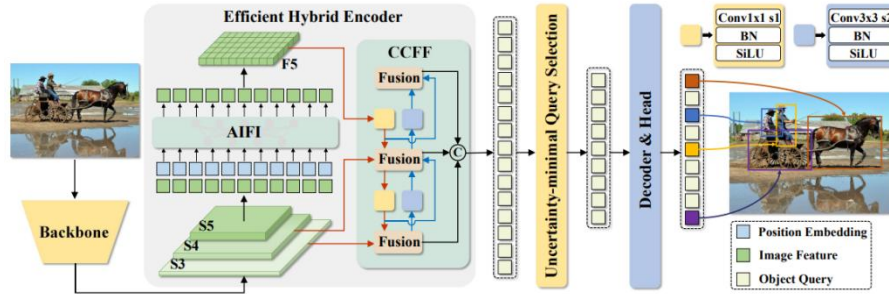 Efficient Hybrid Encoder
CCFF
F5
Fusion
AIFI
Fusion
C
S5
S4
S3
Fusion
Backbone
Uncertainty-minimal Query Selection
Decoder & Head
Conv1x1 s1
BN
SiLU
Conv3x3 s2
BN
SiLU
Position Embedding
Image Feature
Object Query